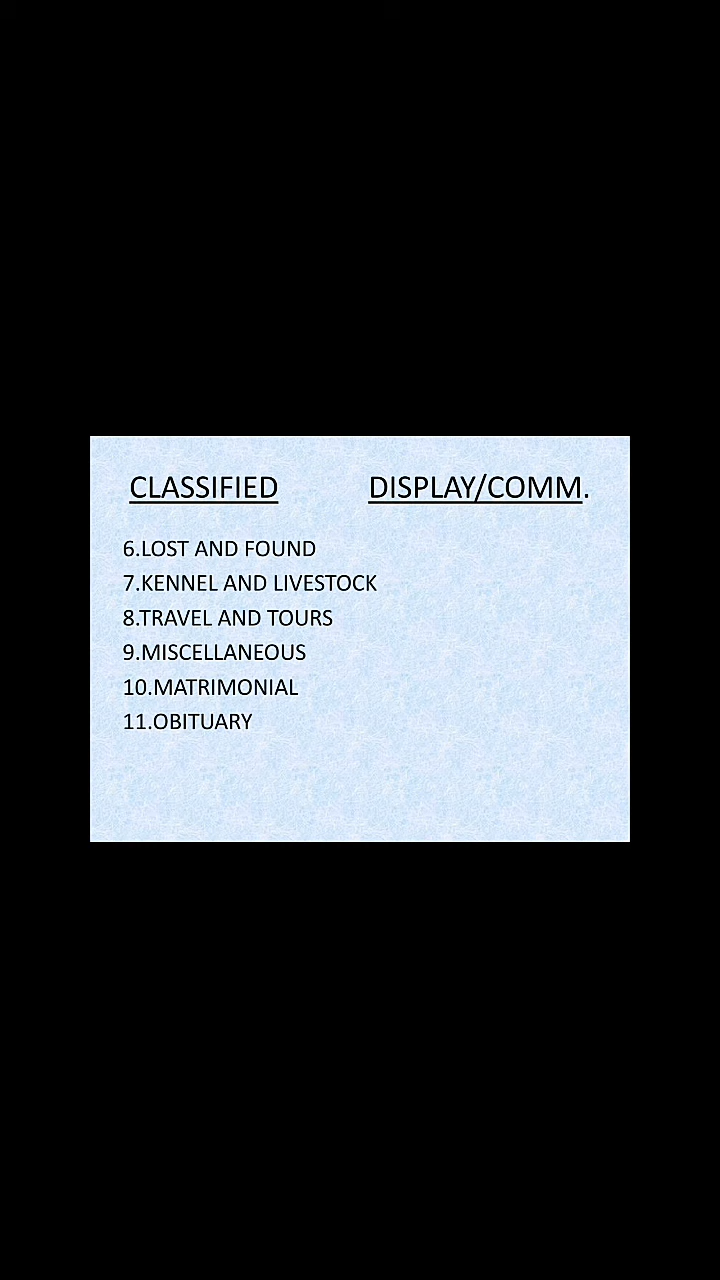 CLASSIFIED DISPLAY/COMM.
6.LOST AND FOUND
7.KENNEL AND LIVESTOCK
8.TRAVEL AND TOURS
9.MISCELLANEOUS
10.MATRIMONIAL
11.OBITUARY